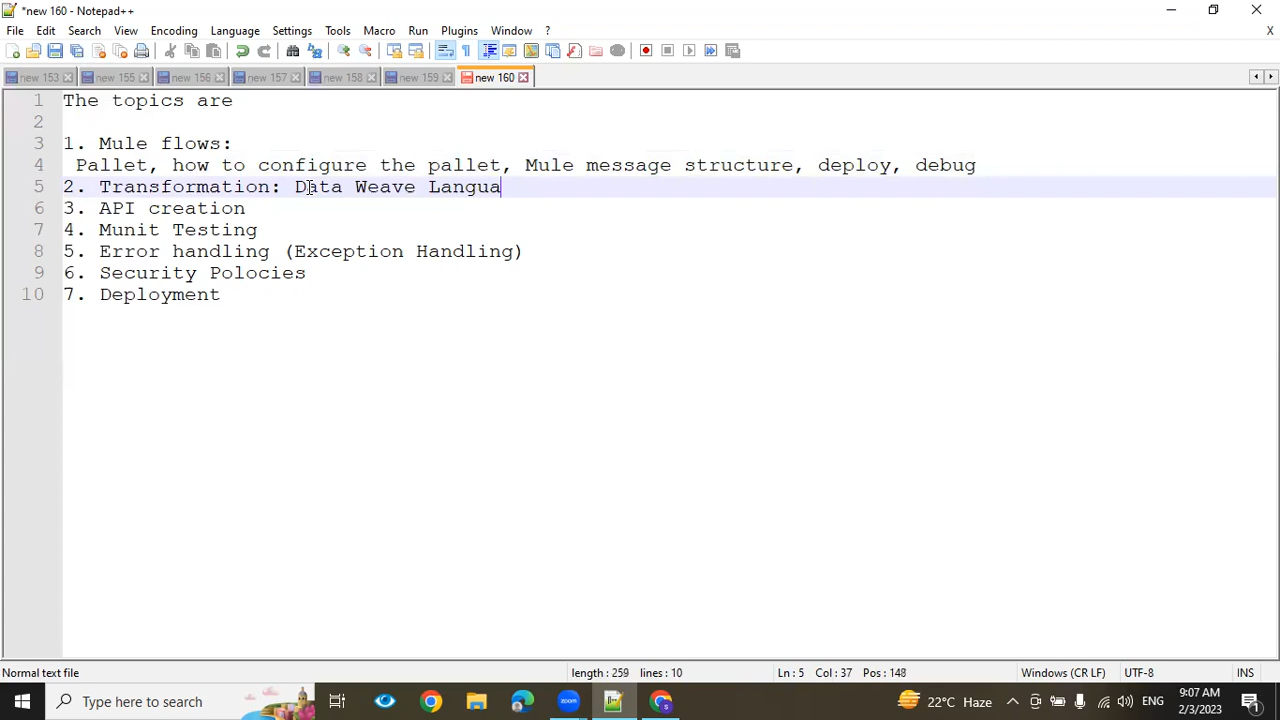 *new 160 - Notepad++
File Edit Search View Encoding Language Settings Tools Macro Run Plugins Window ? X
new 153 new 155 new 156 new 157 new 158 new 159 new 160
1 The topics are
2
3 1. Mule flows:
4 Pallet, how to configure the pallet, Mule message structure, deploy, debug
5 2. Transformation: Data Weave Langua
6 3. API creation
7 4. Munit Testing
8 5. Error handling (Exception Handling)
9 6. Security Polocies
10 7. Deployment
Normal text file length : 259 lines : 10 Ln : 5 Col : 37 Pos : 148 Windows (CR LF) UTF-8 INS
Type here to search zoom S 22°C Haze ENG 9:07 AM
2/3/2023 1